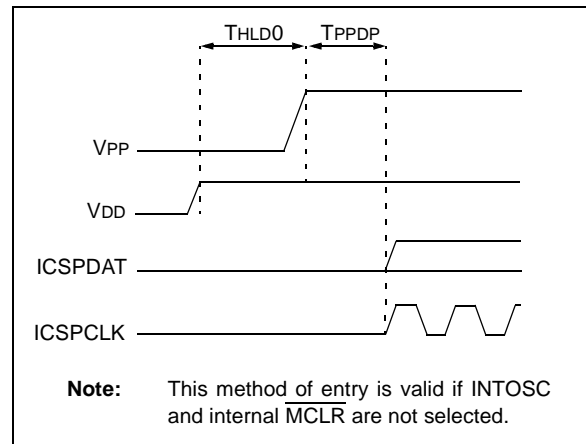 THLD0 TPPDP
VPP
VDD
ICSPDAT
ICSPCLK
Note: This method of entry is valid if INTOSC
and internal MCLR are not selected.